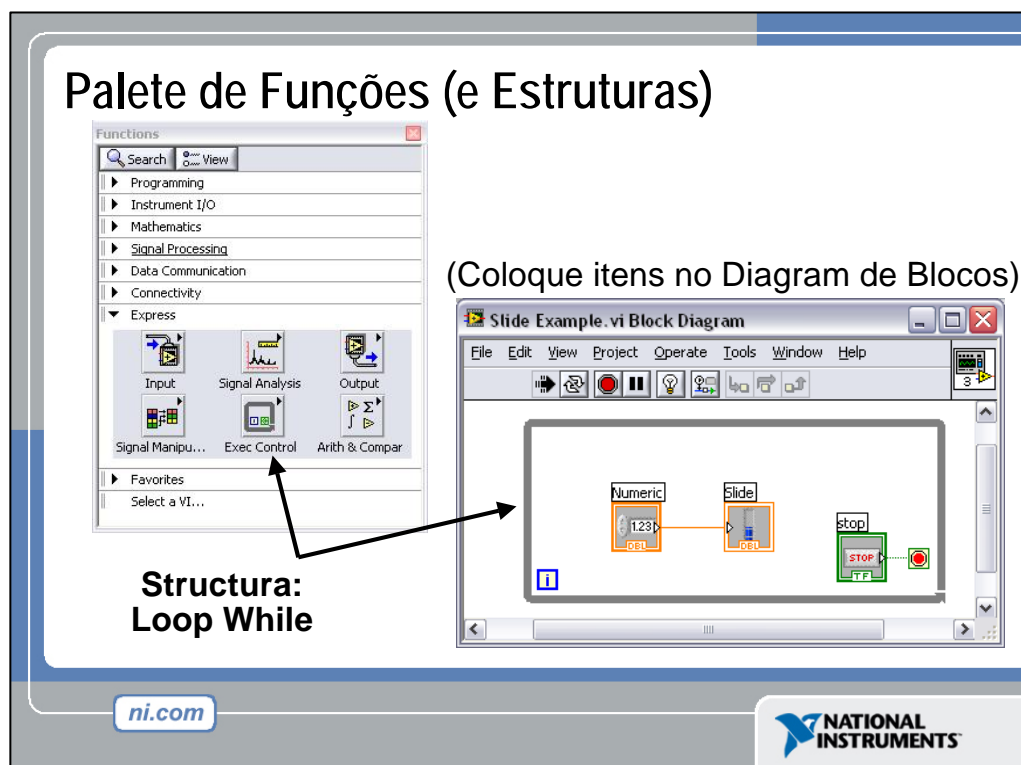 Palete de Funções (e Estruturas)
Functions
Search View
Programming
Instrument I/O
Mathematics
Signal Processing
Data Communication
Connectivity
Express
Input Signal Analysis Output
Signal Manipu... Exec Control Arith & Compar
Favorites
Select a VI...
(Coloque itens no Diagram de Blocos)
Slide Example.vi Block Diagram
File Edit View Project Operate Tools Window Help
3
Numeric Slide
1.23
DBL DBL
stop
STOP
TF
i
Structura:
Loop While
ni.com
NATIONAL
INSTRUMENTS